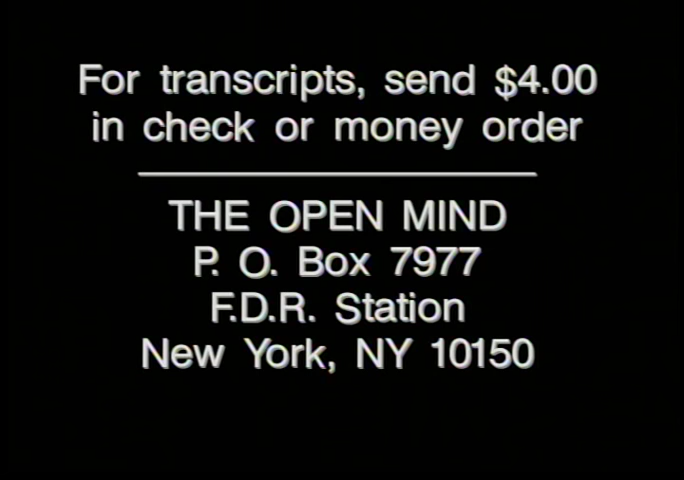 For transcripts, send $4.00
in check or money order
THE OPEN MIND
P. O. Box 7977
F.D.R. Station
New York, NY 10150